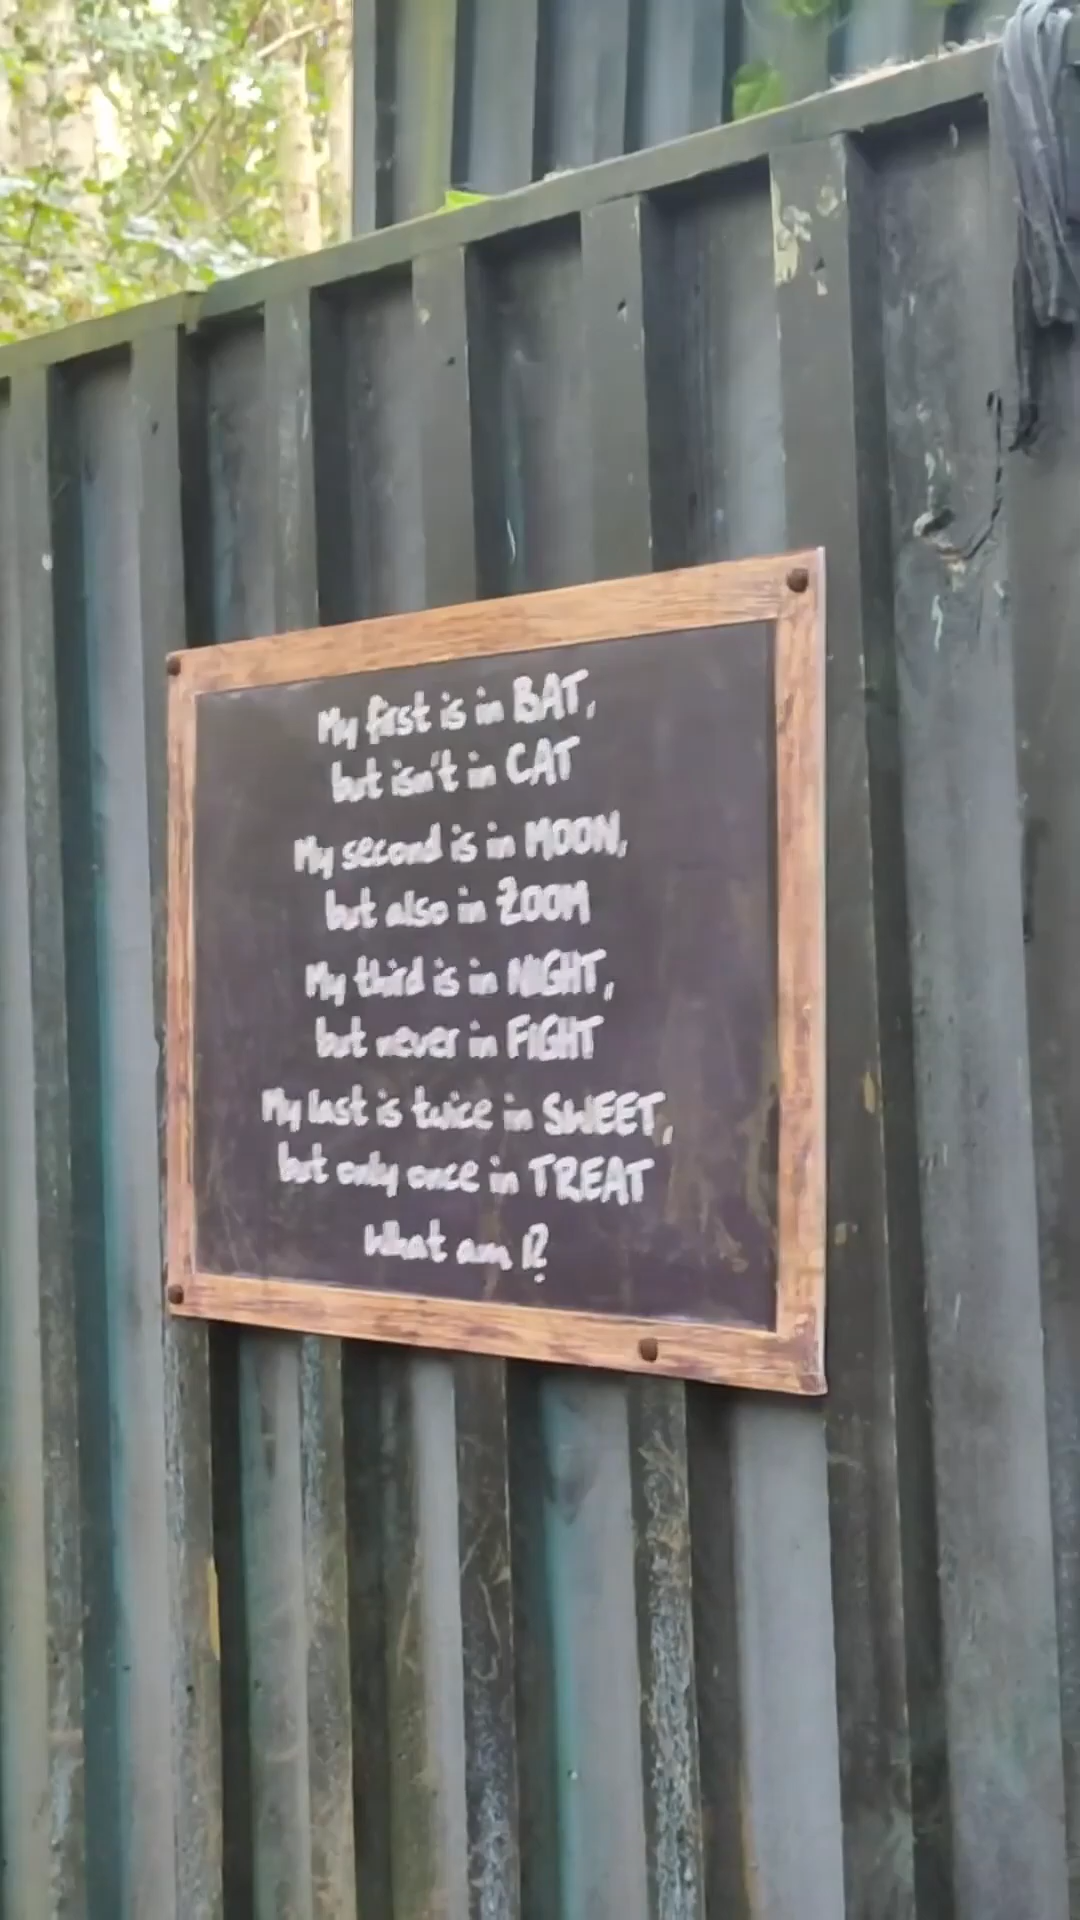 My first is in BAT,
but isn't in CAT
My second is in MOON,
but also in ZOOM
My third is in NIGHT,
but never in FIGHT
My last is twice in SWEET,
but only once in TREAT
What am I?